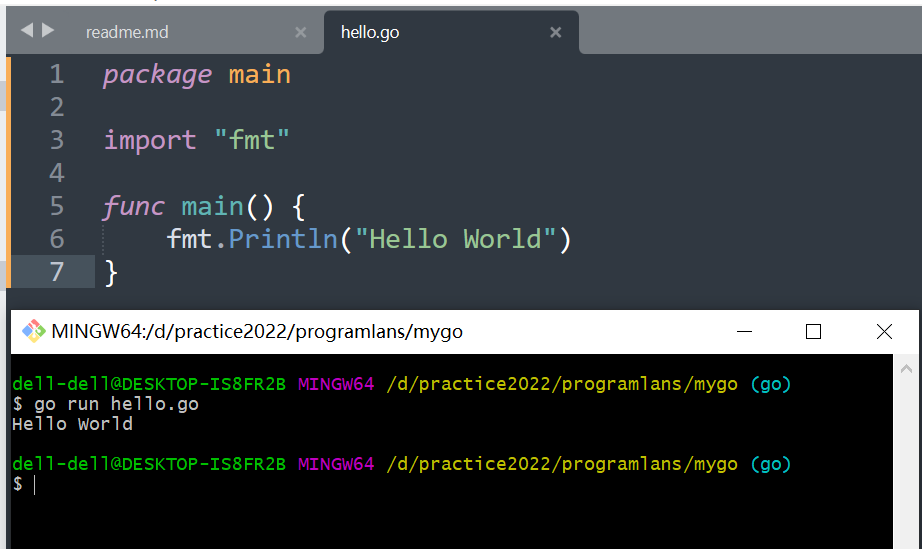 readme.md
hello.go
1 package main
2
3 import "fmt"
4
5 func main() {
6     fmt.Println("Hello World")
7 }
MINGW64:/d/practice2022/programlans/mygo
dell-dell@DESKTOP-IS8FR2B MINGW64 /d/practice2022/programlans/mygo (go)
$ go run hello.go
Hello World
dell-dell@DESKTOP-IS8FR2B MINGW64 /d/practice2022/programlans/mygo (go)
$